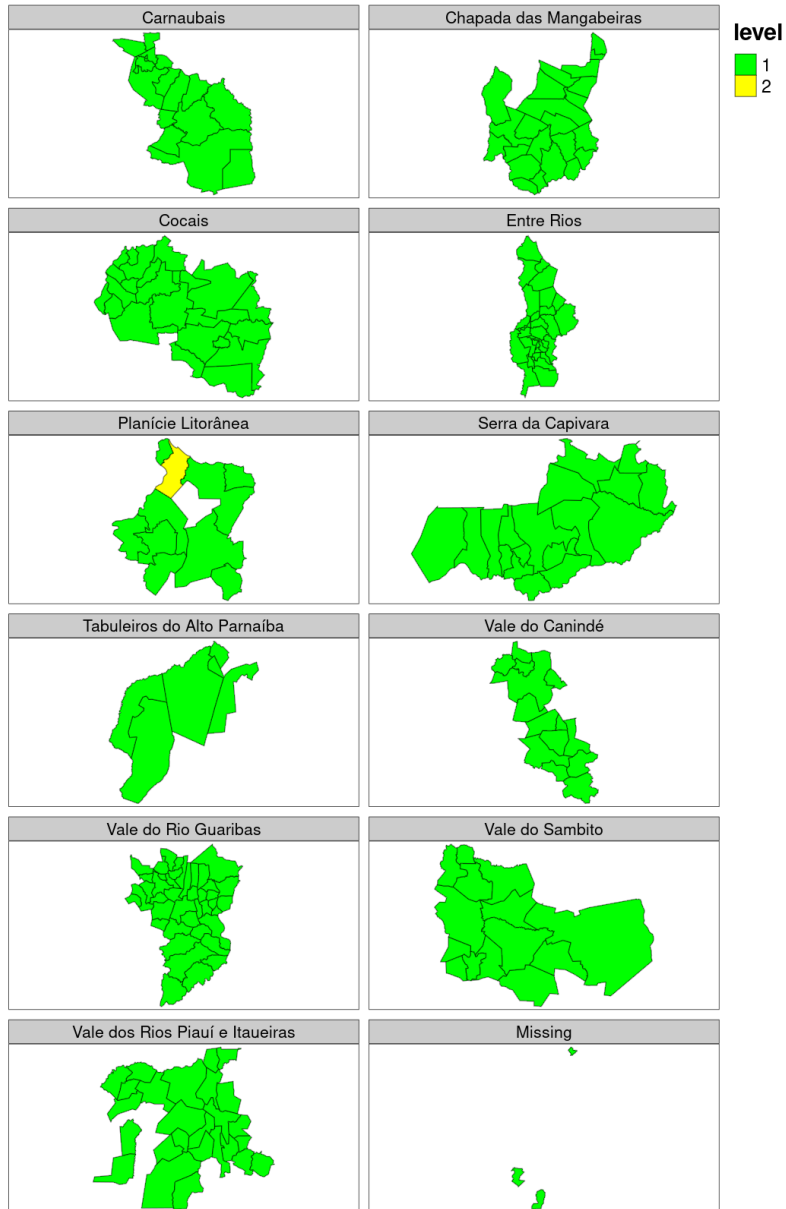 Carnaubais
Chapada das Mangabeiras
level
1
2
Cocais
Entre Rios
Planície Litorânea
Serra da Capivara
Tabuleiros do Alto Parnaíba
Vale do Canindé
Vale do Rio Guaribas
Vale do Sambito
Vale dos Rios Piauí e Itaueiras
Missing